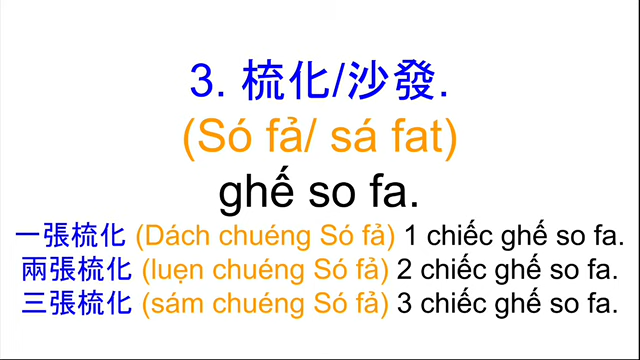 3. 梳化/沙發.
(Só fả/ sá fat)
ghế so fa.
一張梳化 (Dách chuéng Só fả) 1 chiếc ghế so fa.
兩張梳化 (luẹn chuéng Só fả) 2 chiếc ghế so fa.
三張梳化 (sám chuéng Só fả) 3 chiếc ghế so fa.